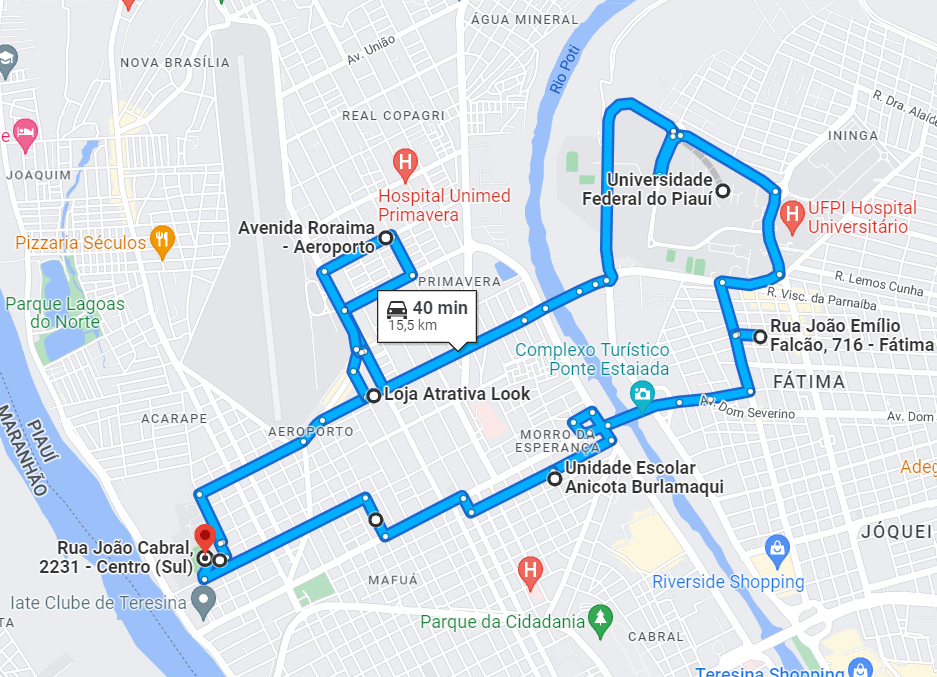 ÁGUA MINERAL
Av. União
NOVA BRASÍLIA
Rio Poti
R. Dra. Alaíde
REAL COPAGRI
ININGA
e
JOAQUIM
Hospital Unimed
Primavera
Universidade
Federal do Piauí
UFPI Hospital
Universitário
Avenida Roraima
- Aeroporto
Pizzaria Séculos
PRIMAVERA
R. Lemos Cunha
R. Visc. da Parnaíba
Parque Lagoas
do Norte
40 min
15,5 km
Rua João Emílio
Falcão, 716 - Fátima
Complexo Turístico
Ponte Estaiada
FÁTIMA
Loja Atrativa Look
Av. Dom Severino
Av. Dom
ACARAPE
AEROPORTO
PIAUÍ
MARANHÃO
MORRO DA
ESPERANÇA
Unidade Escolar
Anicota Burlamaqui
Adeg
JÓQUEI
Rua João Cabral,
2231 - Centro (Sul)
MAFUÁ
Riverside Shopping
Iate Clube de Teresina
Parque da Cidadania
CABRAL
TA
Teresina Shopping
H
H
H